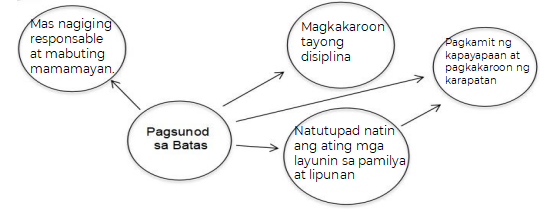 Mas nagiging
responsable
at mabuting
mamamayan.
Magkakaroon
tayong
disiplina
Pagkamit ng
kapayapaan at
pagkakaroon ng
karapatan
Pagsunod
sa Batas
Natutupad natin
ang ating mga
layunin sa pamilya
at lipunan